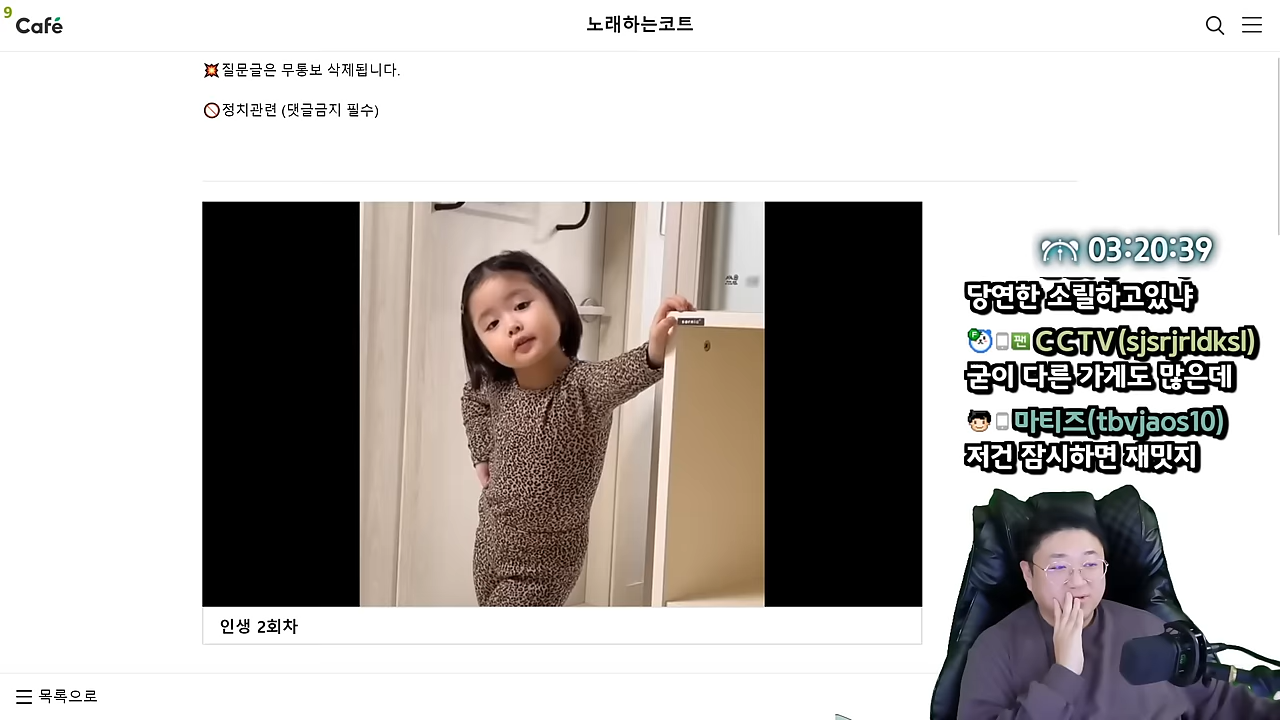 9
Café
노래하는코트
💥질문글은 무통보 삭제됩니다.
🚫정치관련 (댓글금지 필수)
인생 2회차
목록으로
03:20:39
당연한 소릴하고있냐
CCTV(sjsrjrldksl)
굳이 다른 가게도 많은데
마티즈(tbvjaos10)
저건 잠시하면 재밋지